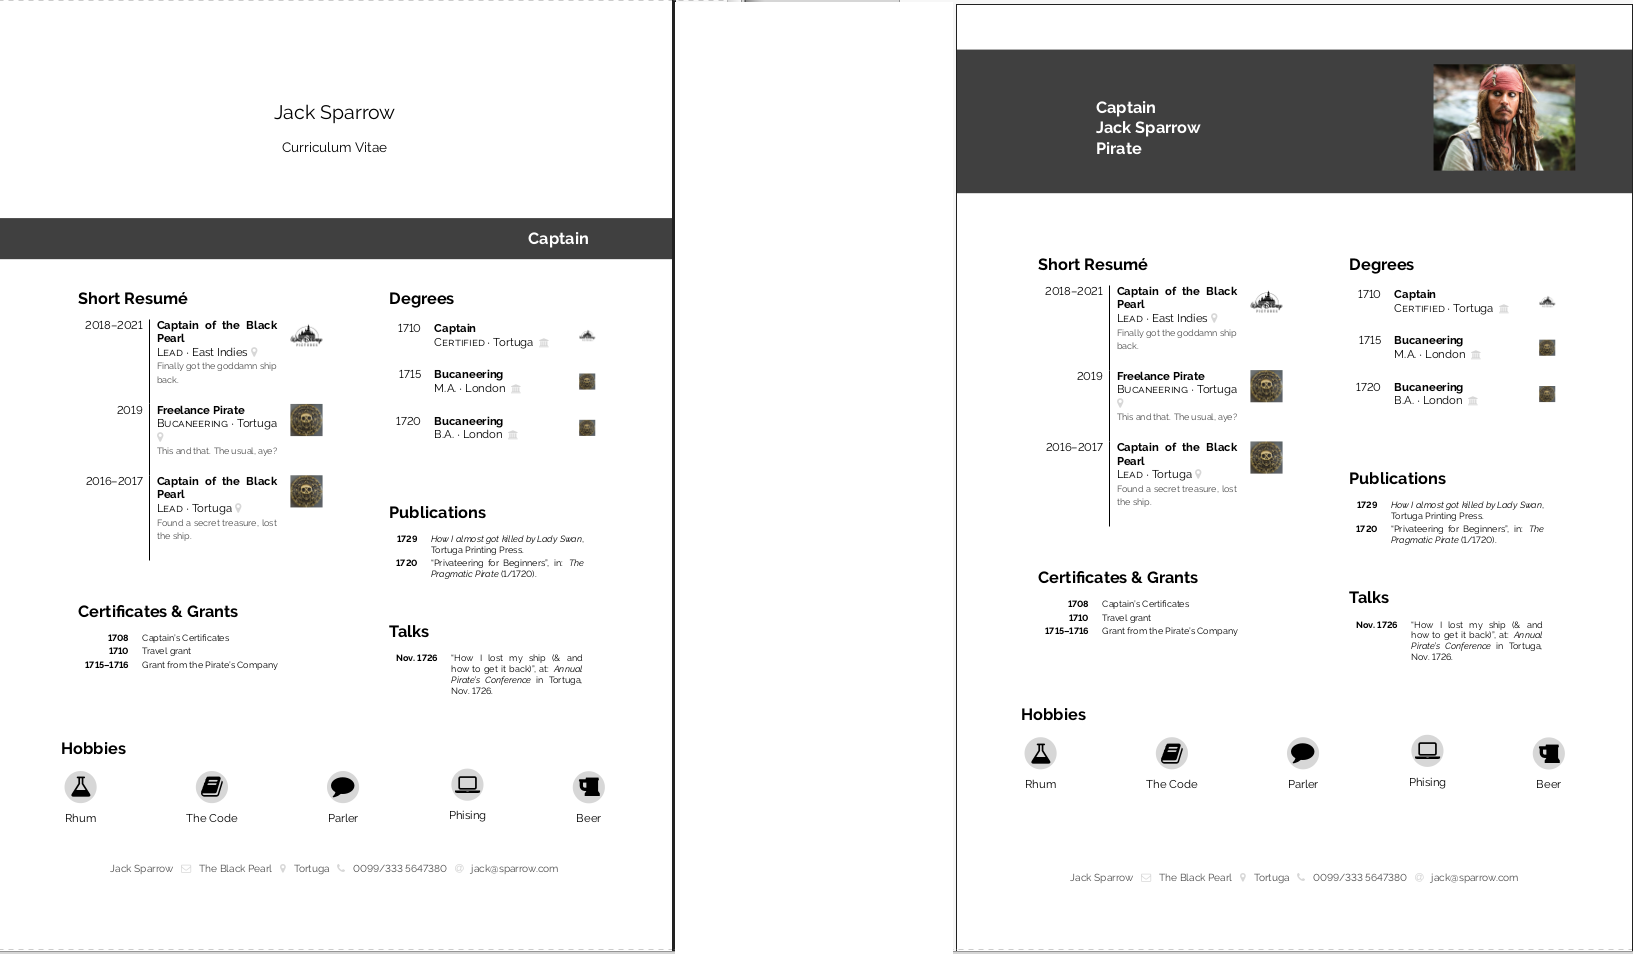 Jack Sparrow
Curriculum Vitae
Captain
Short Resumé
2018–2021
Captain of the Black
Pearl
LEAD · East Indies
Finally got the goddamn ship
back.
2019
Freelance Pirate
BUCANEERING · Tortuga
This and that. The usual, aye?
2016–2017
Captain of the Black
Pearl
LEAD · Tortuga
Found a secret treasure, lost
the ship.
Certificates & Grants
1708 Captain's Certificates
1710 Travel grant
1715–1716 Grant from the Pirate's Company
Degrees
1710 Captain
CERTIFIED · Tortuga
1715 Bucaneering
M.A. · London
1720 Bucaneering
B.A. · London
Publications
1729 How I almost got killed by Lady Swan,
Tortuga Printing Press.
1720 "Privateering for Beginners", in: The
Pragmatic Pirate (1/1720).
Talks
Nov. 1726 "How I lost my ship (& and
how to get it back)", at: Annual
Pirate's Conference in Tortuga,
Nov. 1726.
Hobbies
Rhum The Code Parler Phising Beer
Jack Sparrow The Black Pearl Tortuga 0099/333 5647380 jack@sparrow.com
Captain
Jack Sparrow
Pirate
Short Resumé
2018–2021
Captain of the Black
Pearl
LEAD · East Indies
Finally got the goddamn ship
back.
2019
Freelance Pirate
BUCANEERING · Tortuga
This and that. The usual, aye?
2016–2017
Captain of the Black
Pearl
LEAD · Tortuga
Found a secret treasure, lost
the ship.
Certificates & Grants
1708 Captain's Certificates
1710 Travel grant
1715–1716 Grant from the Pirate's Company
Degrees
1710 Captain
CERTIFIED · Tortuga
1715 Bucaneering
M.A. · London
1720 Bucaneering
B.A. · London
Publications
1729 How I almost got killed by Lady Swan,
Tortuga Printing Press.
1720 "Privateering for Beginners", in: The
Pragmatic Pirate (1/1720).
Talks
Nov. 1726 "How I lost my ship (& and
how to get it back)", at: Annual
Pirate's Conference in Tortuga,
Nov. 1726.
Hobbies
Rhum The Code Parler Phising Beer
Jack Sparrow The Black Pearl Tortuga 0099/333 5647380 jack@sparrow.com